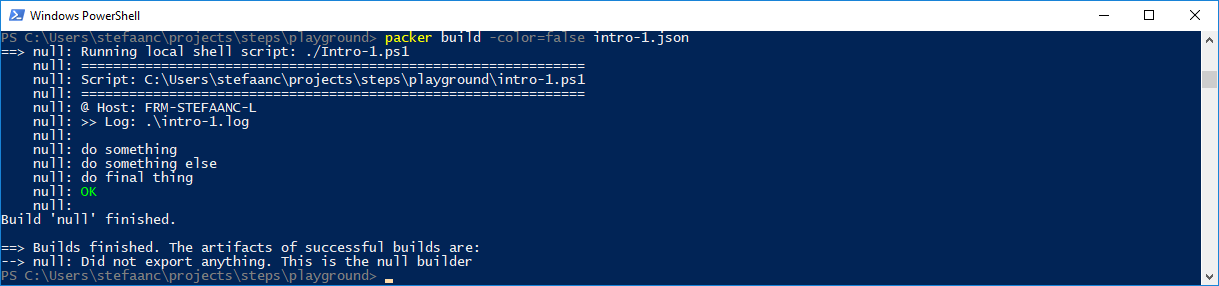 Windows PowerShell
PS C:\Users\stefaanc\projects\steps\playground> packer build -color=false intro-1.json
==> null: Running local shell script: ./Intro-1.ps1
    null: ===============================================================
    null: Script: C:\Users\stefaanc\projects\steps\playground\intro-1.ps1
    null: ===============================================================
    null: @ Host: FRM-STEFAANC-L
    null: >> Log: .\intro-1.log
    null:
    null: do something
    null: do something else
    null: do final thing
    null: OK
    null:
Build 'null' finished.
==> Builds finished. The artifacts of successful builds are:
--> null: Did not export anything. This is the null builder
PS C:\Users\stefaanc\projects\steps\playground>